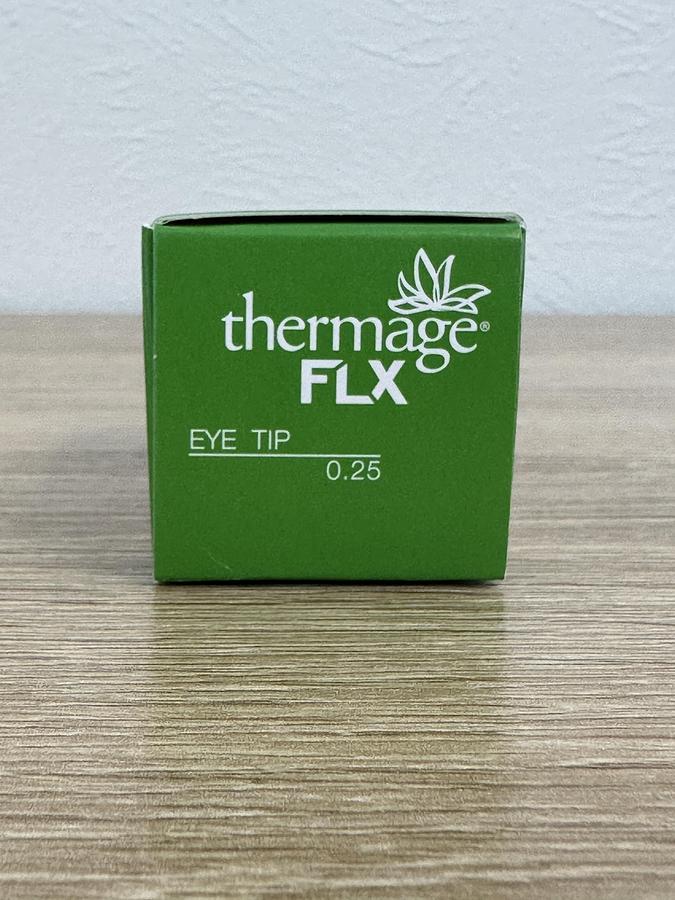 thermage®
FLX
EYE TIP
0.25